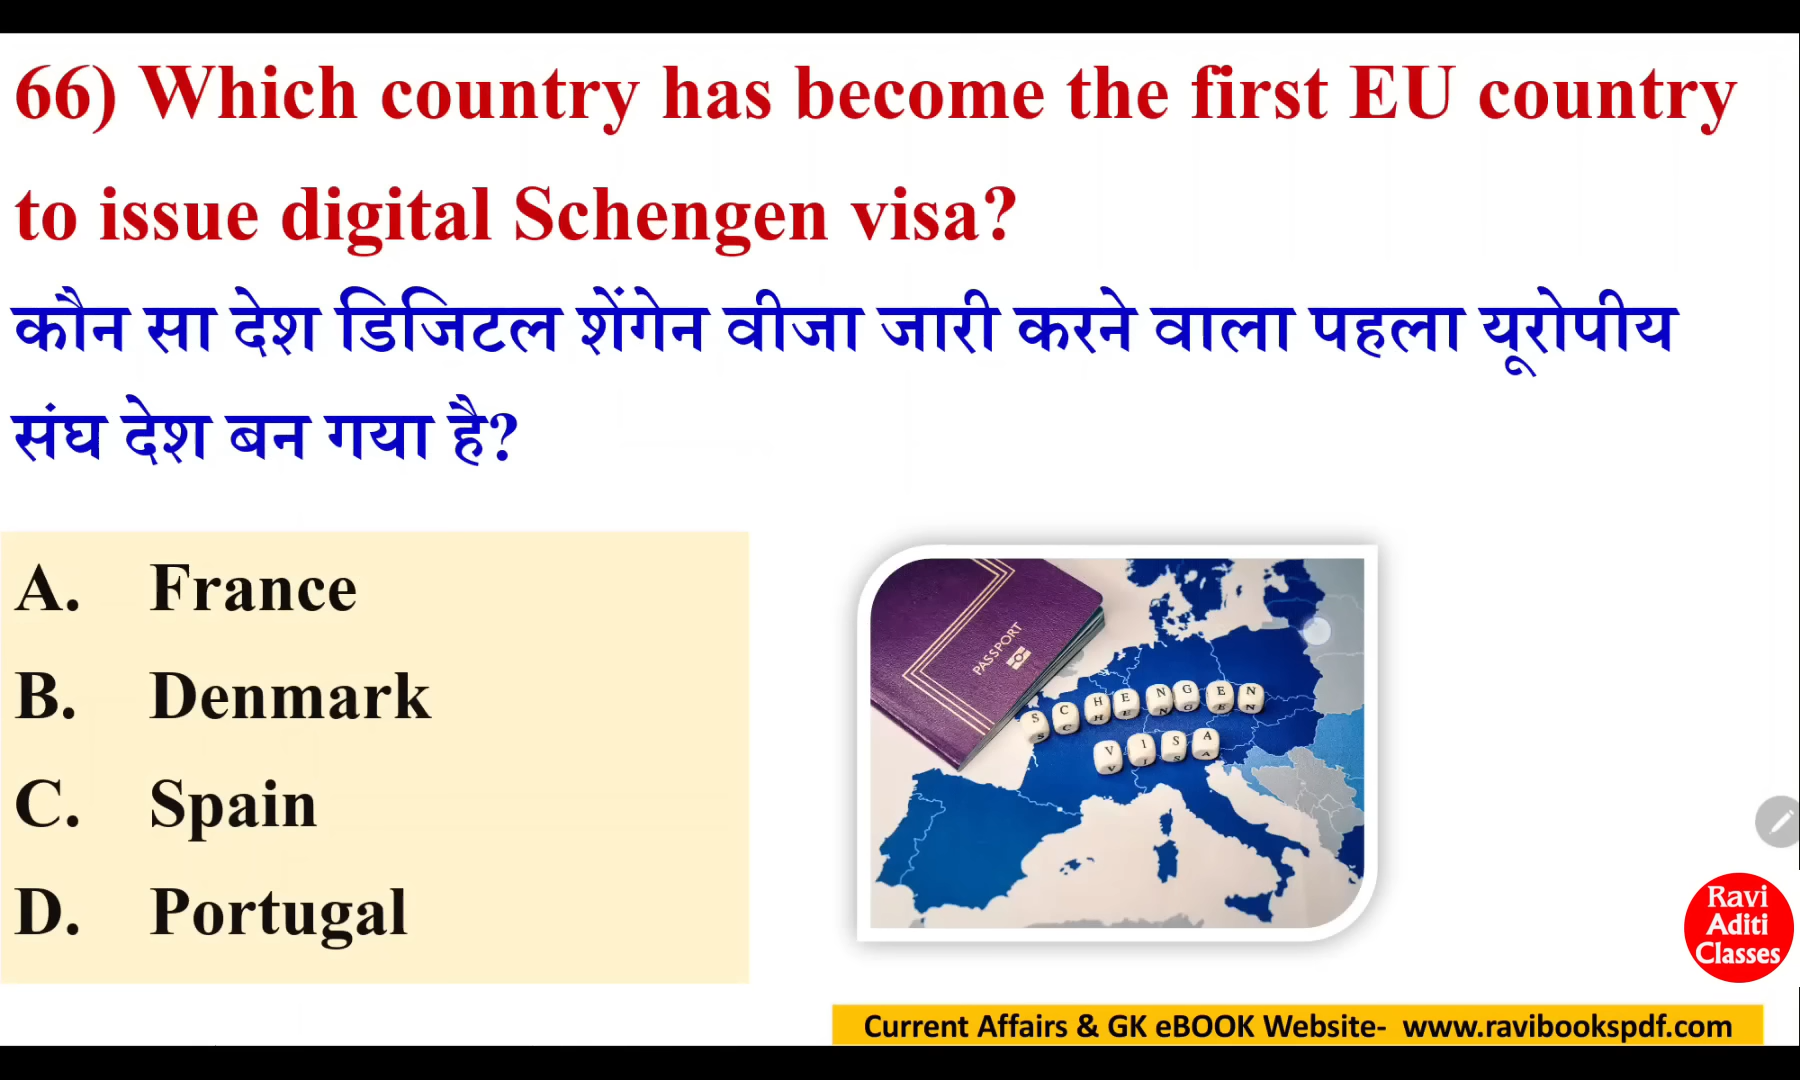 66) Which country has become the first EU country
to issue digital Schengen visa?
कौन सा देश डिजिटल शेंगेन वीजा जारी करने वाला पहला यूरोपीय
संघ देश बन गया है?
A. France
B. Denmark
C. Spain
D. Portugal
PASSPORT
SCHENGEN
VISA
Ravi
Aditi
Classes
Current Affairs & GK eBOOK Website- www.ravibookspdf.com